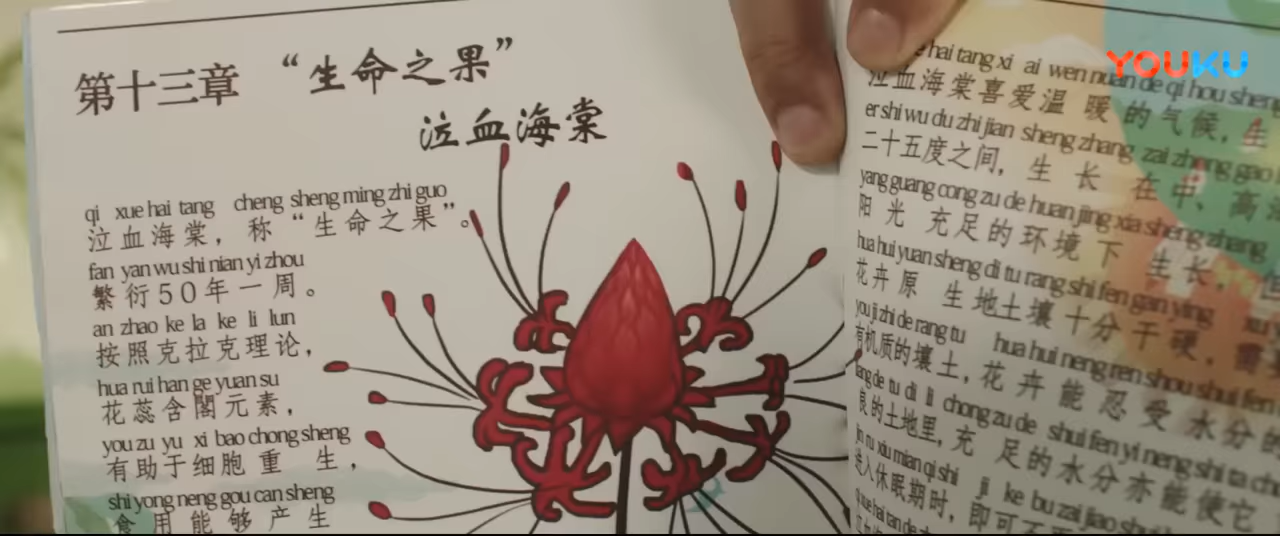 第十三章 “生命之果”
泣血海棠
qi xue hai tang cheng sheng ming zhi guo
泣血海棠，称“生命之果”。
fan yan wu shi nian yi zhou
繁衍50年一周。
an zhao ke la ke li lun
按照克拉克理论，
hua rui han ge yuan su
花蕊含閣元素，
you zu yu xi bao chong sheng
有助于细胞重生，
shi yong neng gou can sheng
食用能够产生
YOUKU
hai tang xi ai wen nuan de qi hou sheng
泣血海棠喜爱温暖的气候，生
er shi wu du zhi jian sheng zhang zai zhong gao
二十五度之间，生长在中、高
yang guang cong zu de huan jing xia sheng zhang
阳光充足的环境下生长，但
hua hui yuan sheng di tu rang shi fen gan ying xu
花卉原生地土壤十分干硬，需
you ji zhi de rang tu hua hui neng ren shou shui fen
有机质的壤土，花卉能忍受水分的
liang de tu di li chong zu de shui fen yi neng shi ta
良的土地里，充足的水分亦能使它
jin ru xiu mian qi shi ji ke bu zai jiao shui
进入休眠期时，即可不再